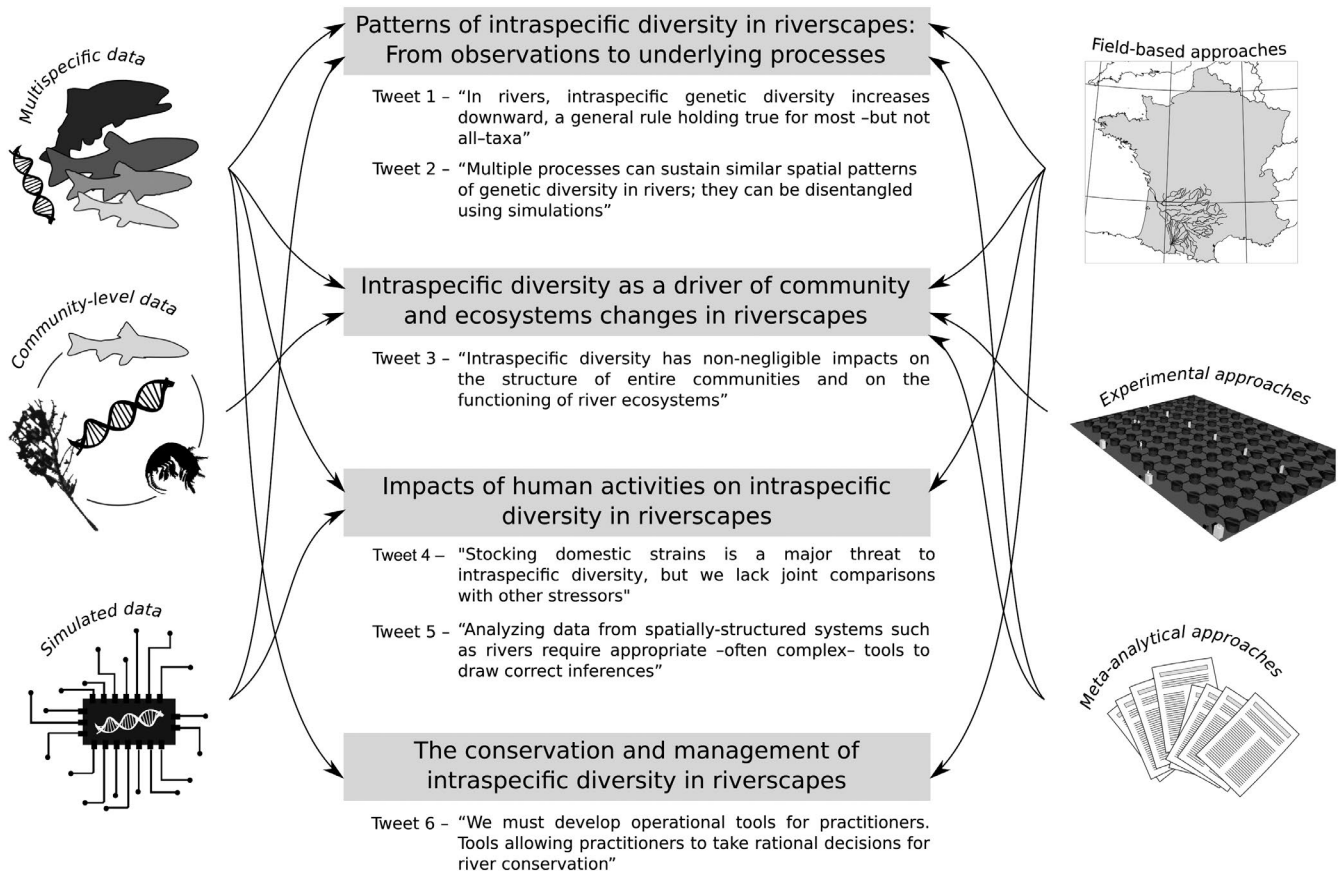 Patterns of intraspecific diversity in riverscapes:
From observations to underlying processes
Tweet 1 – “In rivers, intraspecific genetic diversity increases
downward, a general rule holding true for most –but not
all–taxa”
Tweet 2 – “Multiple processes can sustain similar spatial patterns
of genetic diversity in rivers; they can be disentangled
using simulations”
Intraspecific diversity as a driver of community
and ecosystems changes in riverscapes
Tweet 3 – “Intraspecific diversity has non-negligible impacts on
the structure of entire communities and on the
functioning of river ecosystems”
Impacts of human activities on intraspecific
diversity in riverscapes
Tweet 4 – "Stocking domestic strains is a major threat to
intraspecific diversity, but we lack joint comparisons
with other stressors"
Tweet 5 – “Analyzing data from spatially-structured systems such
as rivers require appropriate –often complex– tools to
draw correct inferences”
The conservation and management of
intraspecific diversity in riverscapes
Tweet 6 – “We must develop operational tools for practitioners.
Tools allowing practitioners to take rational decisions for
river conservation”
Multispecific data
Community-level data
Simulated data
Field-based approaches
Experimental approaches
Meta-analytical approaches